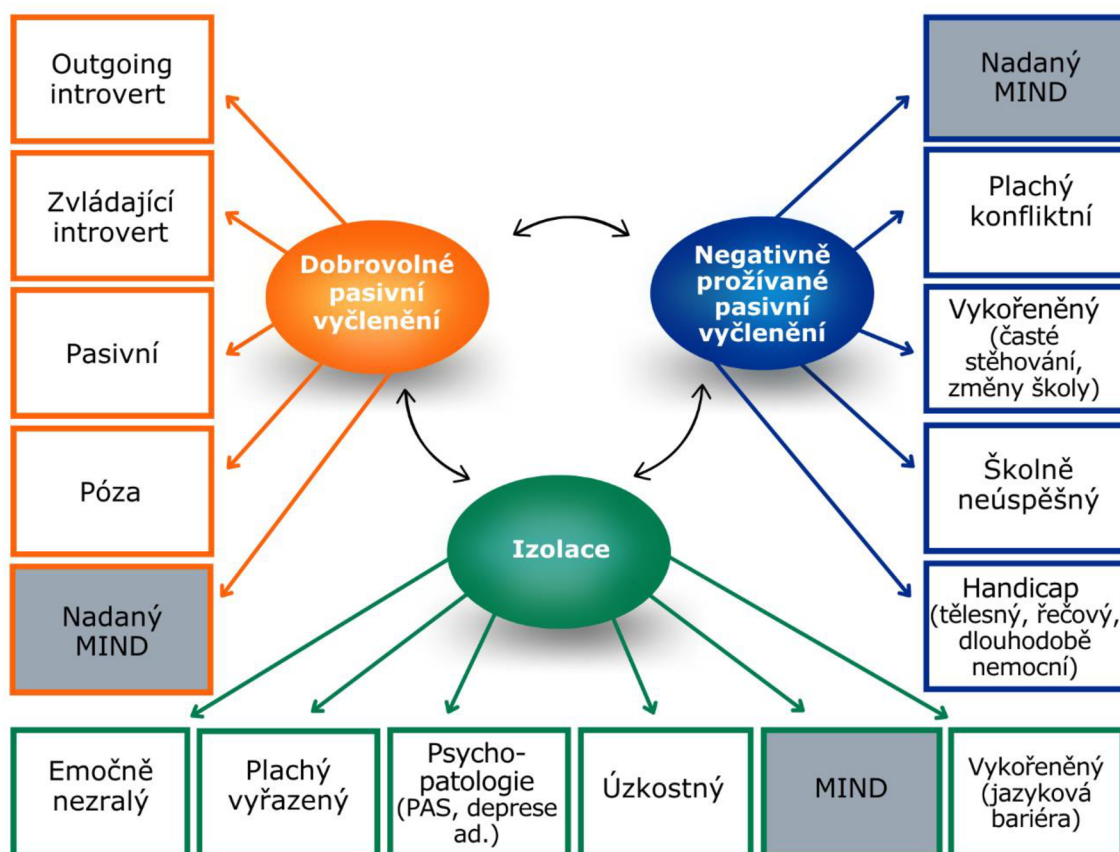 Outgoing
introvert
Zvládající
introvert
Pasivní
Póza
Nadaný
MIND
Dobrovolné
pasivní
vyčlenění
Negativně
prožívané
pasivní
vyčlenění
Izolace
Nadaný
MIND
Plachý
konfliktní
Vykořeněný
(časté
stěhování,
změny školy)
Školně
neúspěšný
Handicap
(tělesný, řečový,
dlouhodobě
nemocní)
Emočně
nezralý
Plachý
vyřazený
Psycho-
patologie
(PAS, deprese
ad.)
Úzkostný
MIND
Vykořeněný
(jazyková
bariéra)